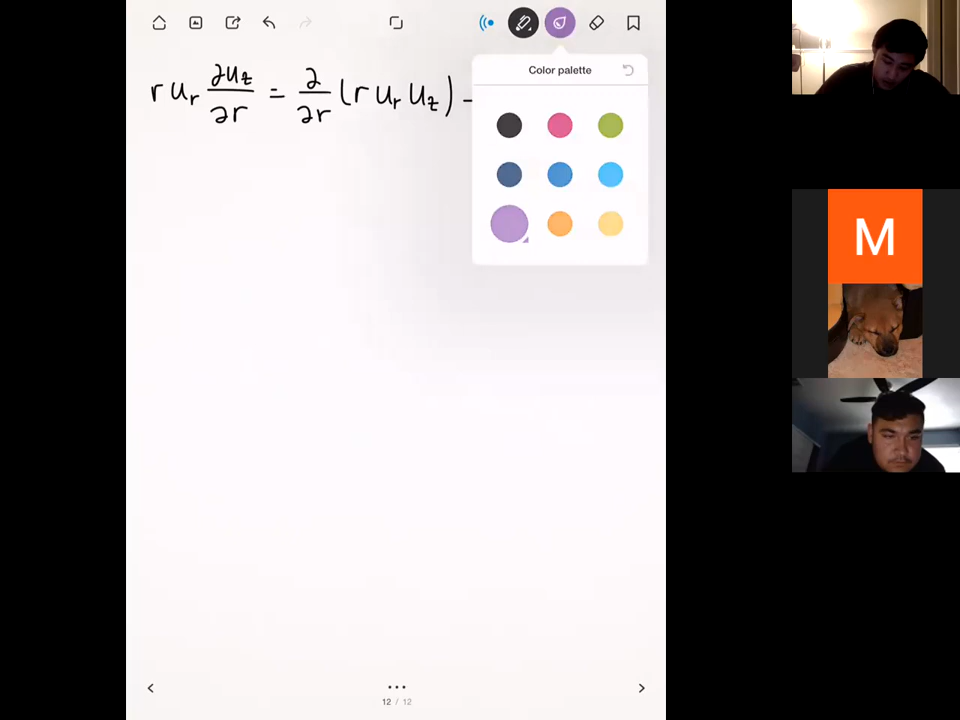 Color palette
r u_r ∂u_z/∂r = ∂/∂r (r u_r u_z) -
M
12 / 12